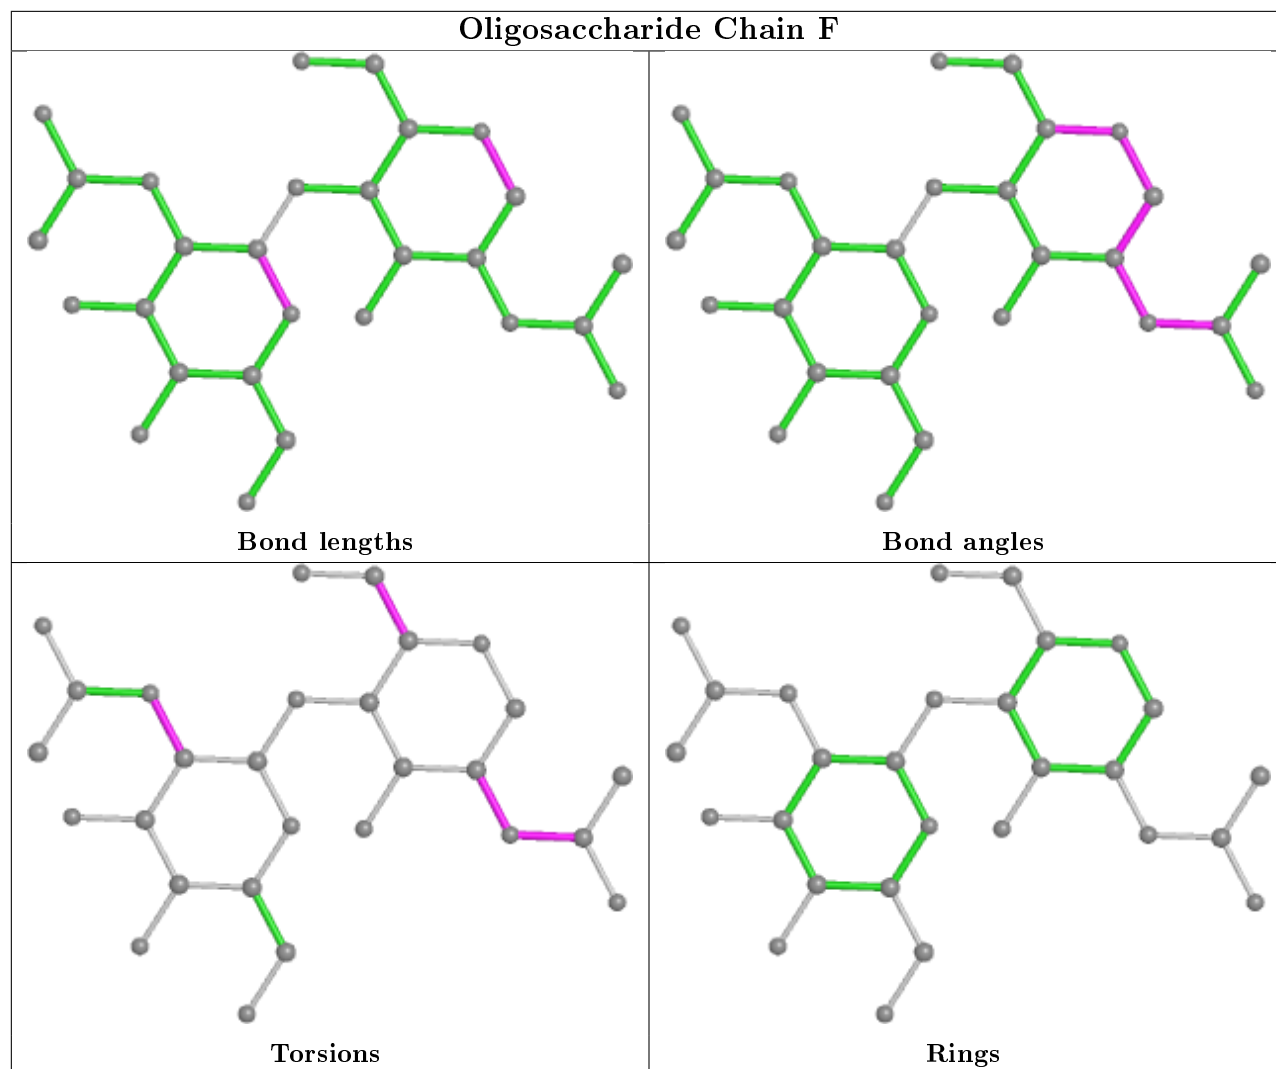 Oligosaccharide Chain F
Bond lengths
Bond angles
Torsions
Rings